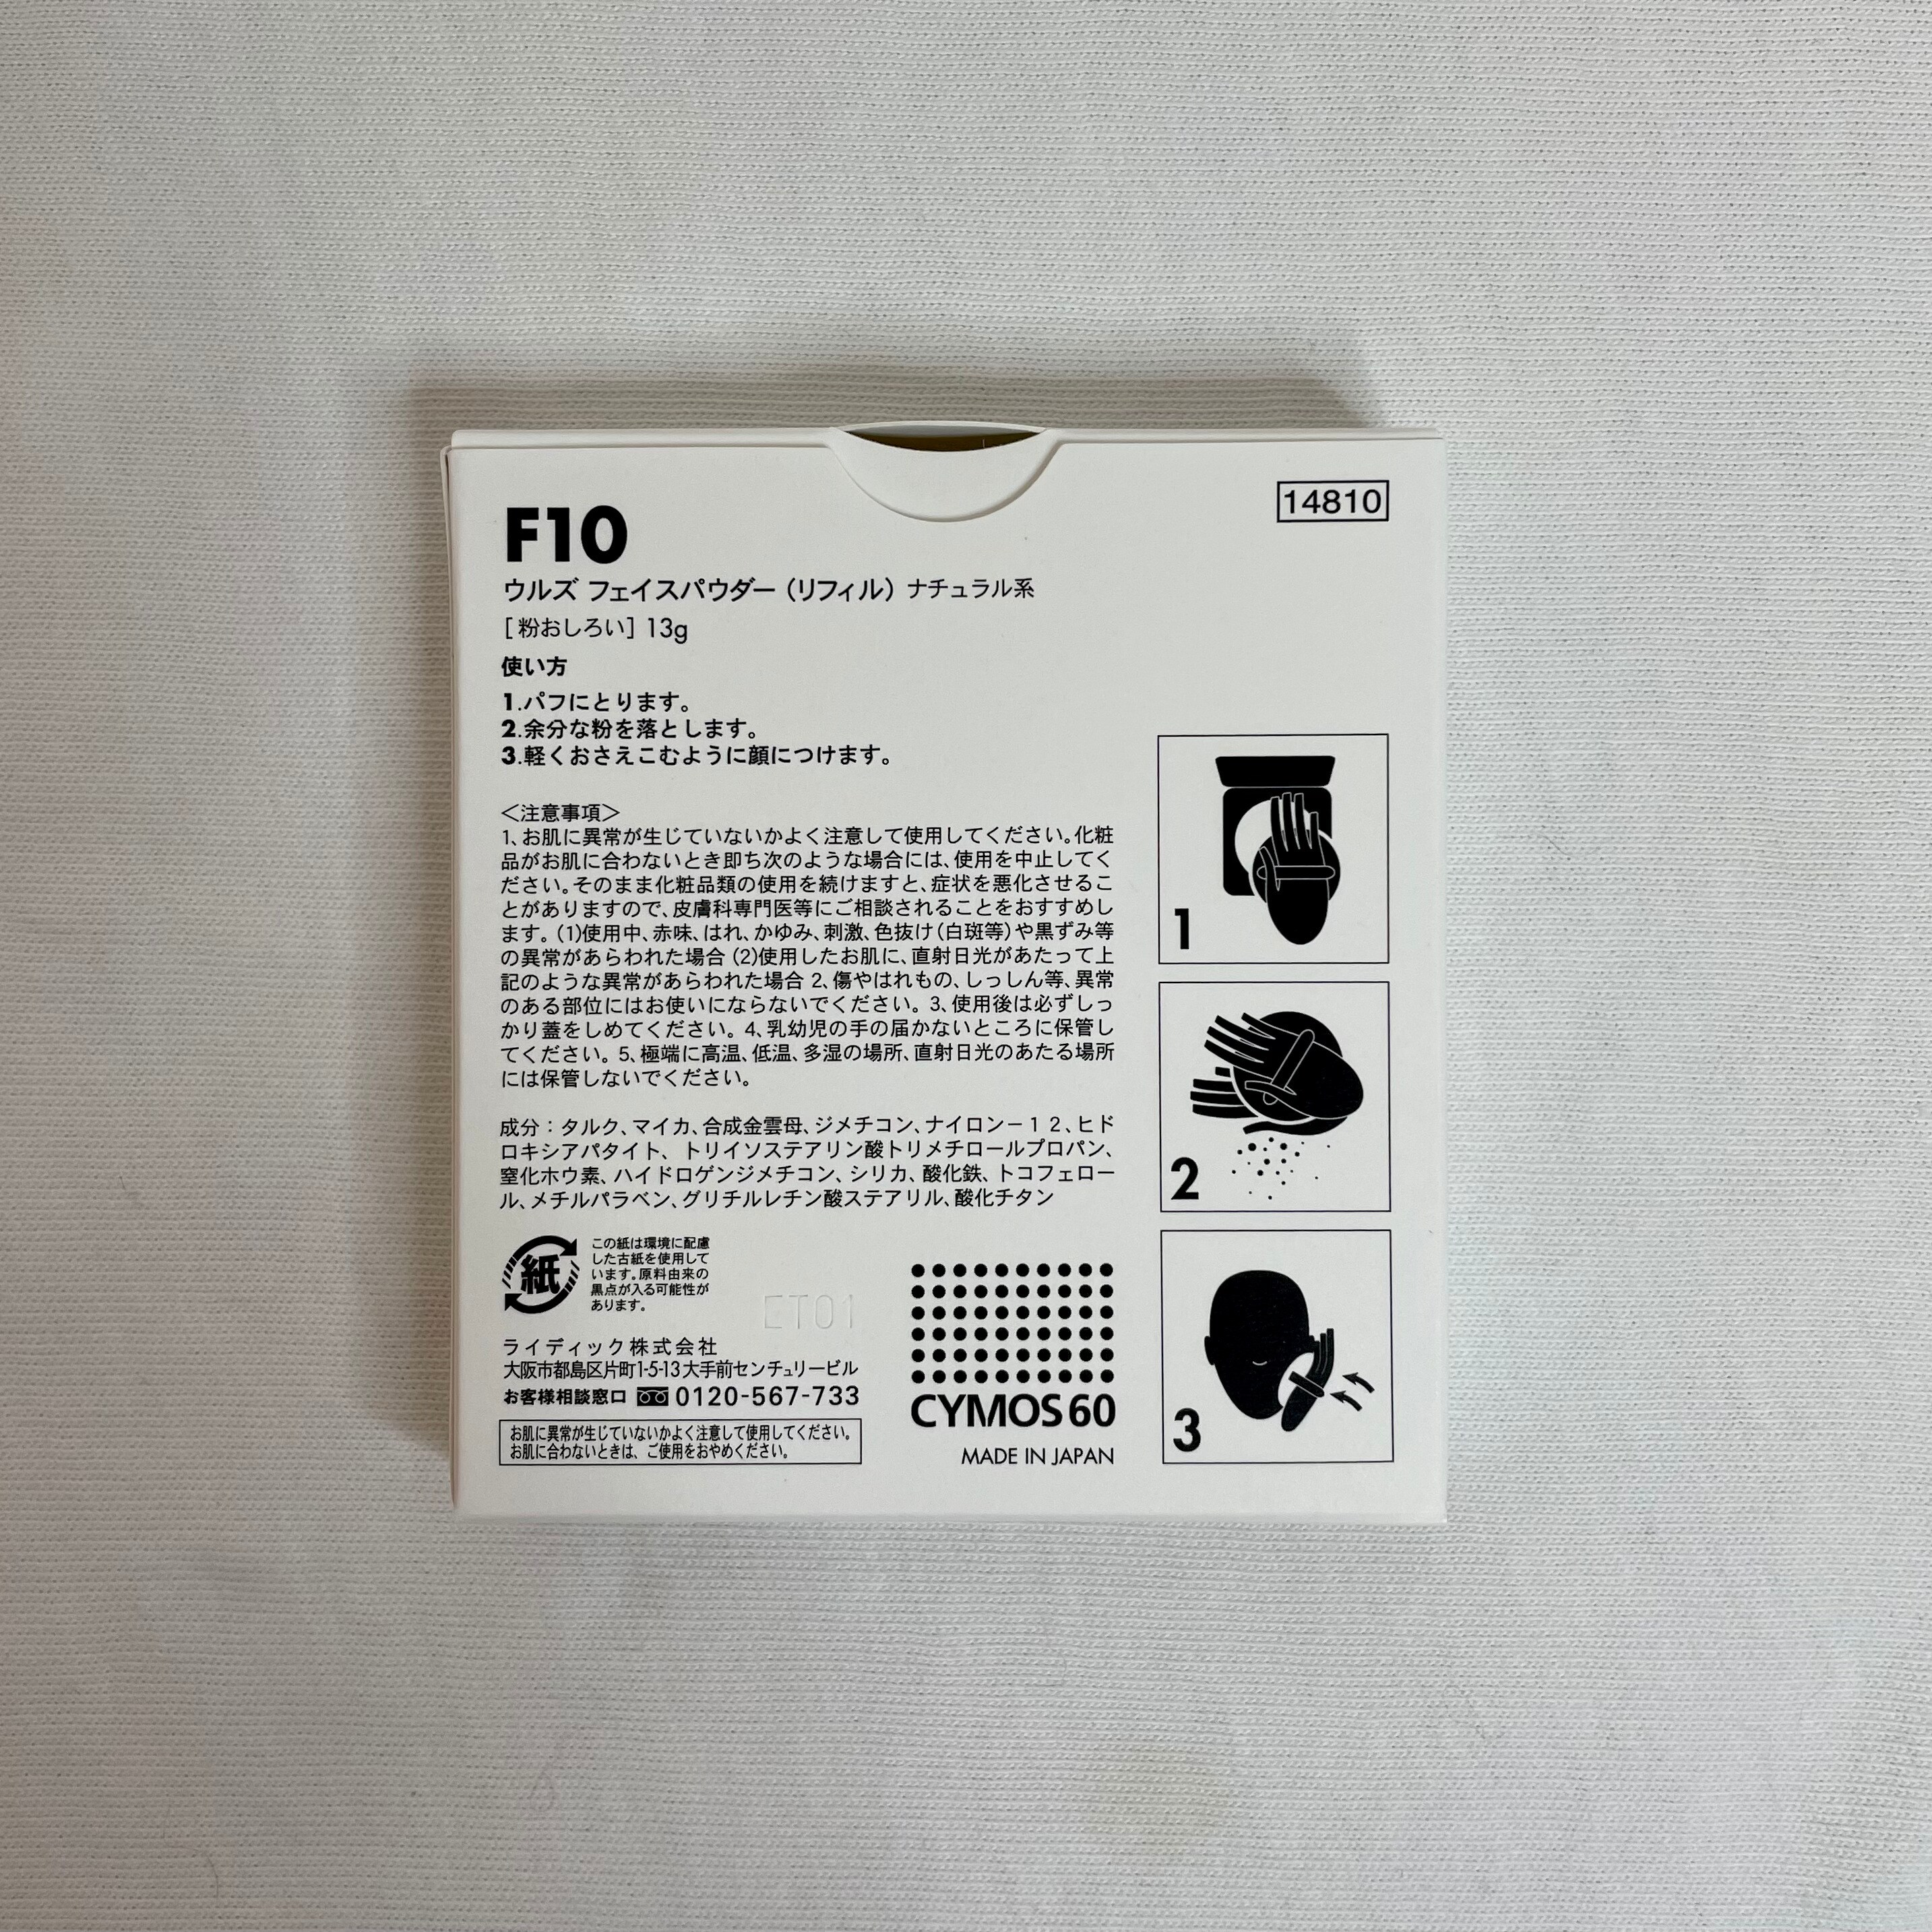 F10
14810
ウルズ フェイスパウダー（リフィル） ナチュラル系
［粉おしろい］ 13g
使い方
1.パフにとります。
2.余分な粉を落とします。
3.軽くおさえこむように顔につけます。
＜注意事項＞
1、お肌に異常が生じていないかよく注意して使用してください。化粧
品がお肌に合わないとき即ち次のような場合には、使用を中止してく
ださい。そのまま化粧品類の使用を続けますと、症状を悪化させるこ
とがありますので、皮膚科専門医等にご相談されることをおすすめし
ます。(1)使用中、赤味、はれ、かゆみ、刺激、色抜け(白斑等)や黒ずみ等
の異常があらわれた場合 (2)使用したお肌に、直射日光があたって上
記のような異常があらわれた場合 2、傷やはれもの、しっしん等、異常
のある部位にはお使いにならないでください。 3、使用後は必ずしっ
かり蓋をしめてください。 4、乳幼児の手の届かないところに保管し
てください。 5、極端に高温、低温、多湿の場所、直射日光のあたる場所
には保管しないでください。
成分：タルク、マイカ、合成金雲母、ジメチコン、ナイロン－１２、ヒド
ロキシアパタイト、トリイソステアリン酸トリメチロールプロパン、
窒化ホウ素、ハイドロゲンジメチコン、シリカ、酸化鉄、トコフェロー
ル、メチルパラベン、グリチルレチン酸ステアリル、酸化チタン
紙
この紙は環境に配慮
した古紙を使用して
います。原料由来の
黒点が入る可能性が
あります。
ET01
ライディック株式会社
大阪市都島区片町1-5-13大手前センチュリービル
お客様相談窓口 0120-567-733
お肌に異常が生じていないかよく注意して使用してください。
お肌に合わないときは、ご使用をおやめください。
CYMOS60
MADE IN JAPAN
1
2
3